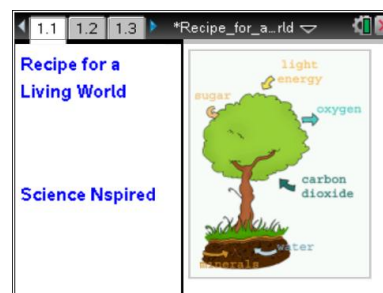 1.1 1.2 1.3 *Recipe_for_a…rld
Recipe for a
Living World
Science Nspired
light
energy
sugar
oxygen
carbon
dioxide
water
minerals